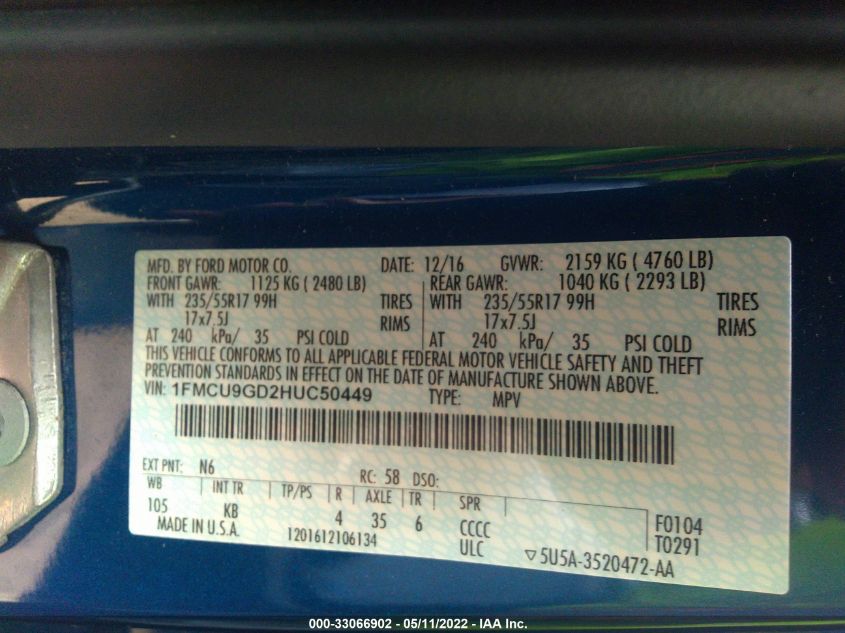 MFD. BY FORD MOTOR CO. DATE: 12/16 GVWR: 2159 KG ( 4760 LB)
FRONT GAWR: 1125 KG ( 2480 LB) REAR GAWR: 1040 KG ( 2293 LB)
WITH 235/55R17 99H TIRES WITH 235/55R17 99H TIRES
17x7.5J RIMS 17x7.5J RIMS
AT 240 kPa/ 35 PSI COLD AT 240 kPa/ 35 PSI COLD
THIS VEHICLE CONFORMS TO ALL APPLICABLE FEDERAL MOTOR VEHICLE SAFETY AND THEFT
PREVENTION STANDARDS IN EFFECT ON THE DATE OF MANUFACTURE SHOWN ABOVE.
VIN: 1FMCU9GD2HUC50449 TYPE: MPV
EXT PNT: N6 RC: 58 DSO:
WB INT TR TP/PS R AXLE TR SPR
105 KB 4 35 6 CCCC F0104
MADE IN U.S.A. 1201612106134 ULC T0291
▽5U5A-3520472-AA
000-33066902 - 05/11/2022 - IAA Inc.